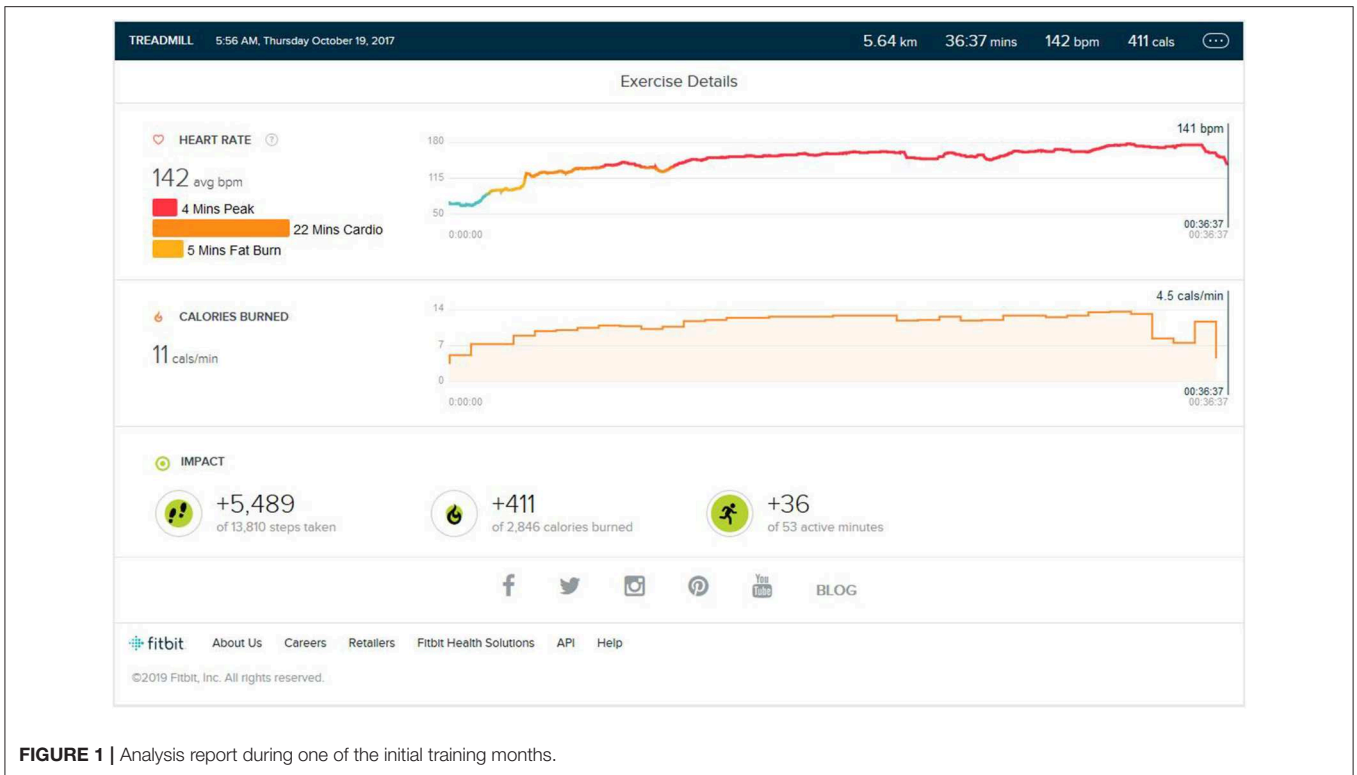 TREADMILL 5:56 AM, Thursday October 19, 2017 5.64 km 36:37 mins 142 bpm 411 cals
Exercise Details
HEART RATE ?
142 avg bpm
4 Mins Peak
22 Mins Cardio
5 Mins Fat Burn
141 bpm
180
115
50
0:00:00
00:36:37
00:36:37
CALORIES BURNED
11 cals/min
4.5 cals/min
14
7
0
0:00:00
00:36:37
00:36:37
IMPACT
+5,489
of 13,810 steps taken
+411
of 2,846 calories burned
+36
of 53 active minutes
f You Tube BLOG
fitbit About Us Careers Retailers Fitbit Health Solutions API Help
©2019 Fitbit, Inc. All rights reserved.
FIGURE 1 | Analysis report during one of the initial training months.